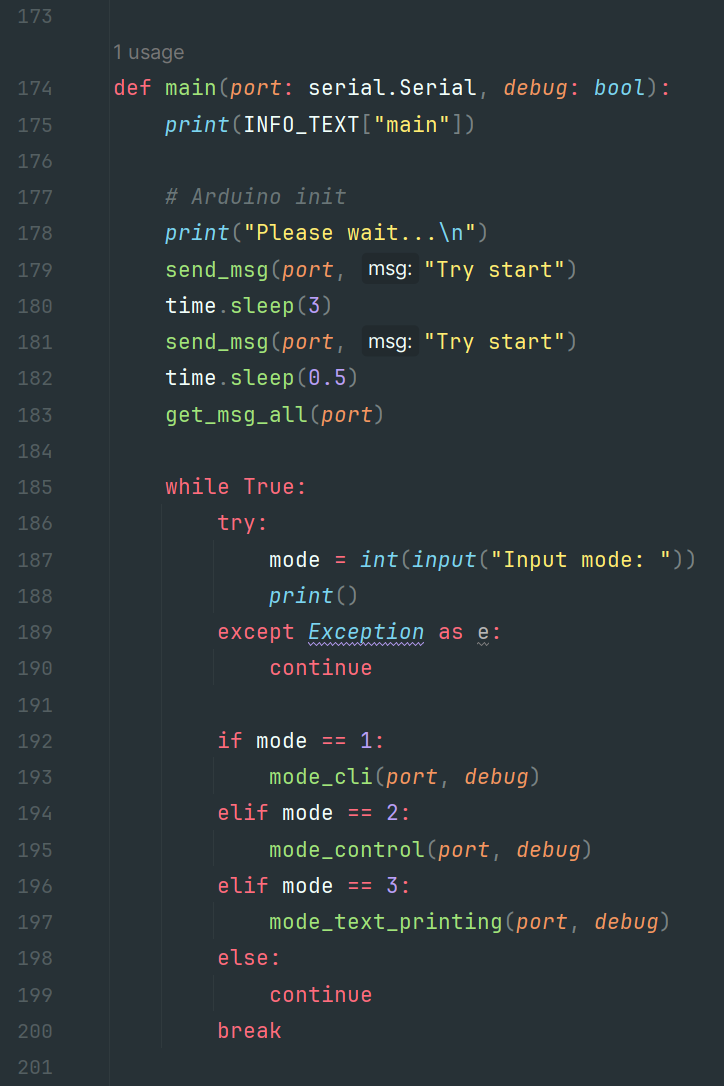 173
1 usage
174 def main(port: serial.Serial, debug: bool):
175     print(INFO_TEXT["main"])
176
177     # Arduino init
178     print("Please wait...\n")
179     send_msg(port, msg: "Try start")
180     time.sleep(3)
181     send_msg(port, msg: "Try start")
182     time.sleep(0.5)
183     get_msg_all(port)
184
185     while True:
186         try:
187             mode = int(input("Input mode: "))
188             print()
189         except Exception as e:
190             continue
191
192         if mode == 1:
193             mode_cli(port, debug)
194         elif mode == 2:
195             mode_control(port, debug)
196         elif mode == 3:
197             mode_text_printing(port, debug)
198         else:
199             continue
200         break
201